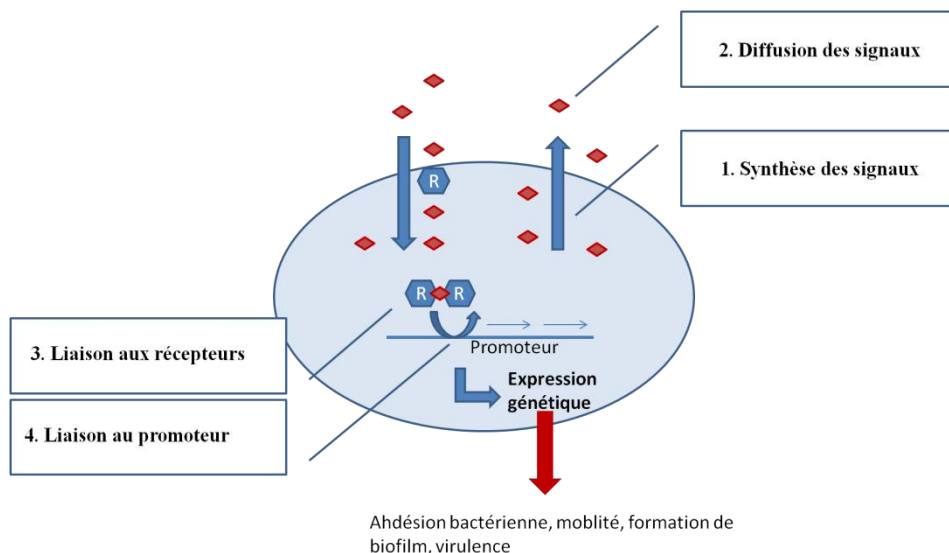 2. Diffusion des signaux
1. Synthèse des signaux
R
R R
3. Liaison aux récepteurs
Promoteur
Expression
génétique
4. Liaison au promoteur
Ahdésion bactérienne, moblité, formation de
biofilm, virulence